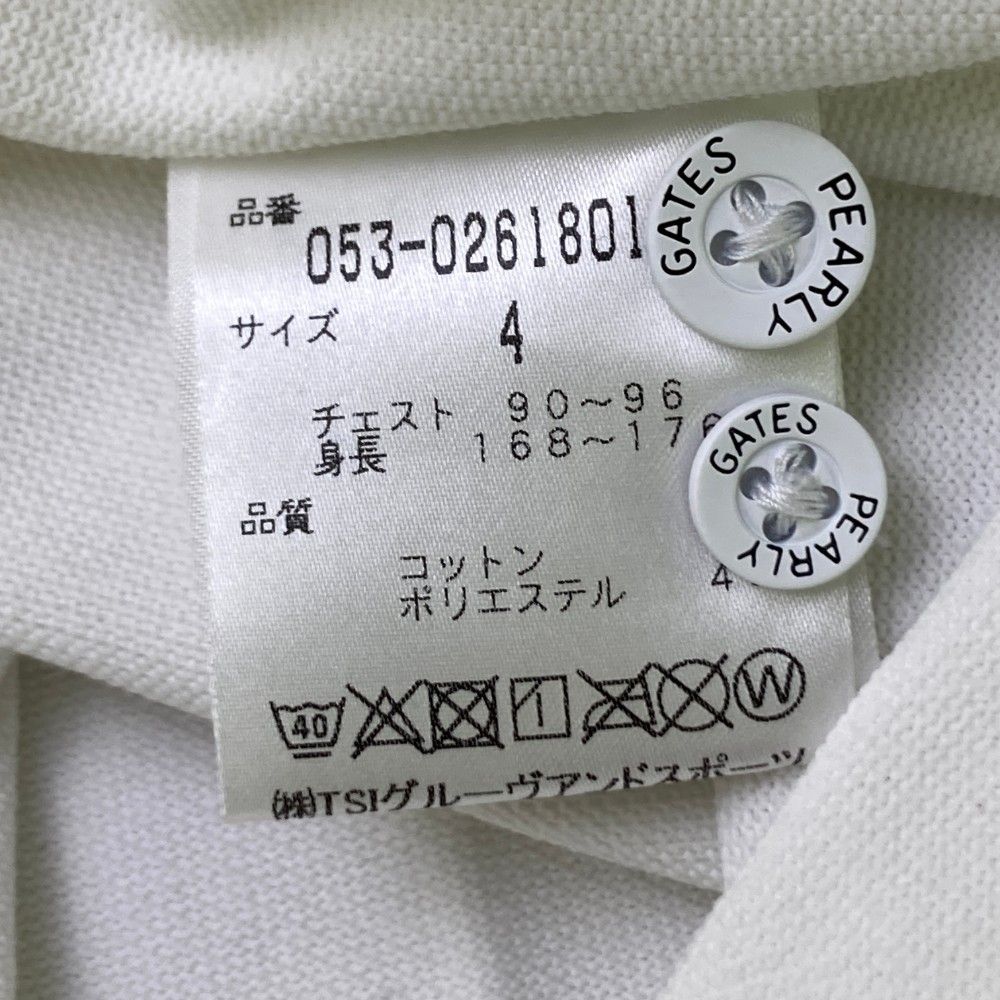 品番
053-0261801
サイズ 4
チェスト 90～96
身長 168～176
品質
コットン
ポリエステル 4
40
W
㈱TSIグルーヴアンドスポーツ
PEARLY GATES
PEARLY GATES